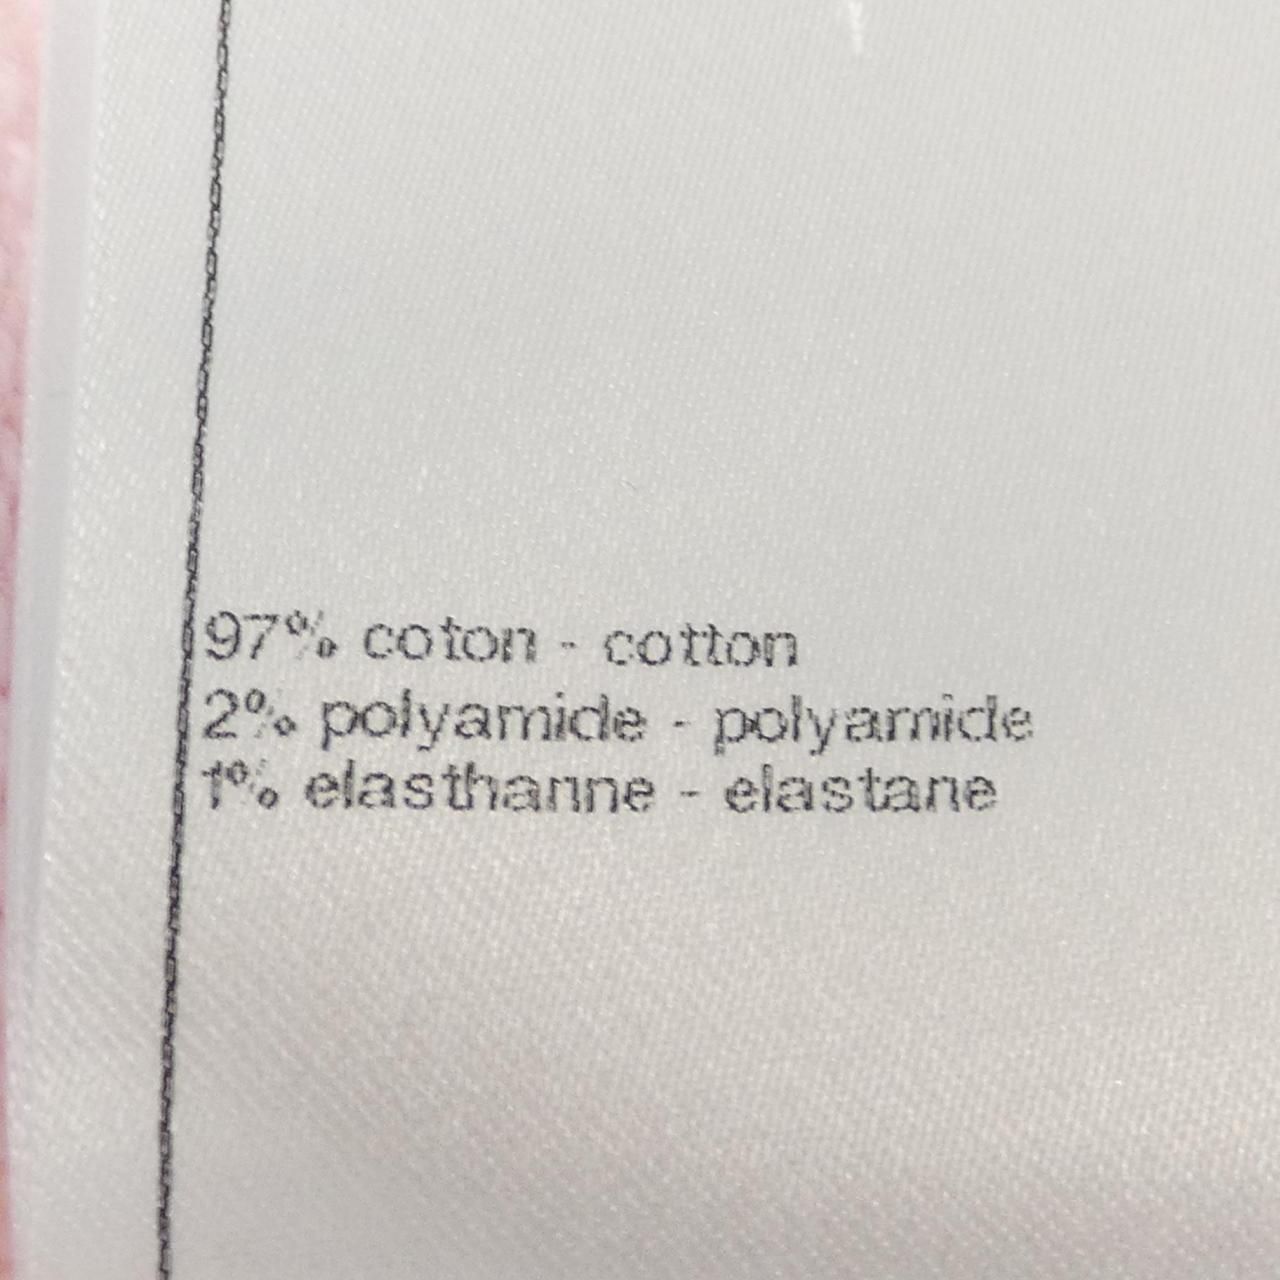 97% coton - cotton
2% polyamide - polyamide
1% elasthanne - elastane